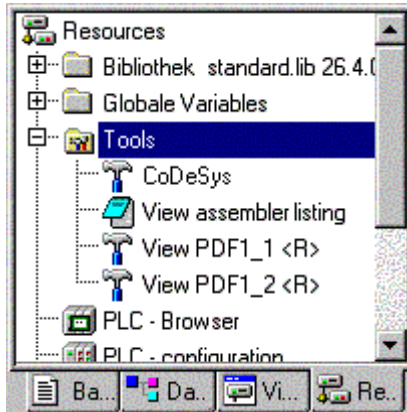 Resources
Bibliothek standard.lib 26.4.
Globale Variables
Tools
CoDeSys
View assembler listing
View PDF1_1 <R>
View PDF1_2 <R>
PLC - Browser
PLC - configuration
Ba... Da.. Vi... Re..